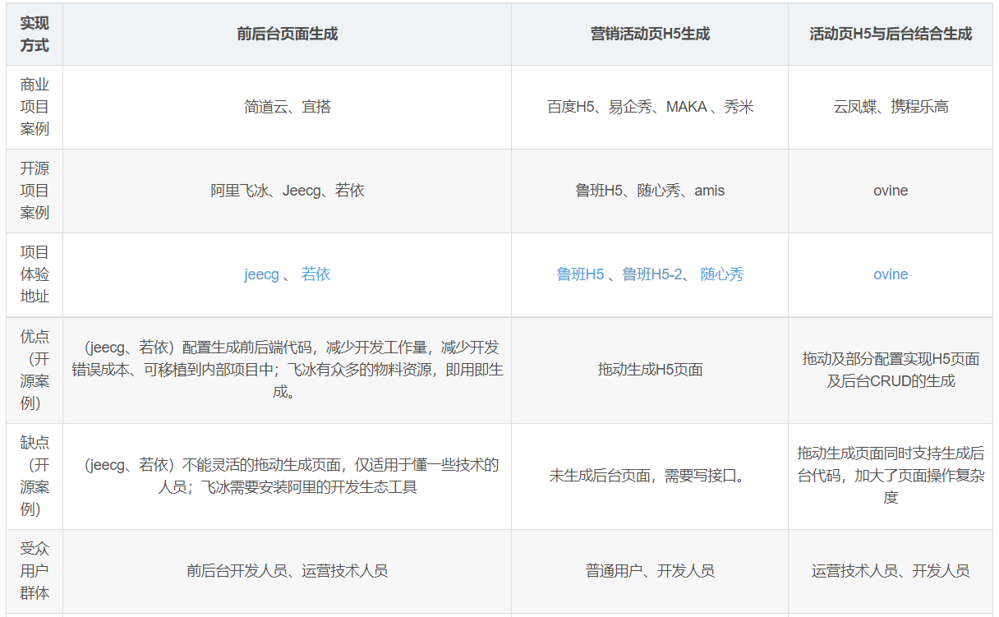 实现
方式
前后台页面生成
营销活动页H5生成
活动页H5与后台结合生成
商业
项目
案例
简道云、宜搭
百度H5、易企秀、MAKA 、秀米
云凤蝶、携程乐高
开源
项目
案例
阿里飞冰、Jeecg、若依
鲁班H5、随心秀、amis
ovine
项目
体验
地址
jeecg 、 若依
鲁班H5 、鲁班H5-2、 随心秀
ovine
优点
（开
源案
例）
（jeecg、若依）配置生成前后端代码，减少开发工作量，减少开发
错误成本、可移植到内部项目中；飞冰有众多的物料资源，即用即生
成。
拖动生成H5页面
拖动及部分配置实现H5页面
及后台CRUD的生成
缺点
（开
源案
例）
（jeecg、若依）不能灵活的拖动生成页面，仅适用于懂一些技术的
人员；飞冰需要安装阿里的开发生态工具
未生成后台页面，需要写接口。
拖动生成页面同时支持生成后
台代码，加大了页面操作复杂
度
受众
用户
群体
前后台开发人员、运营技术人员
普通用户、开发人员
运营技术人员、开发人员